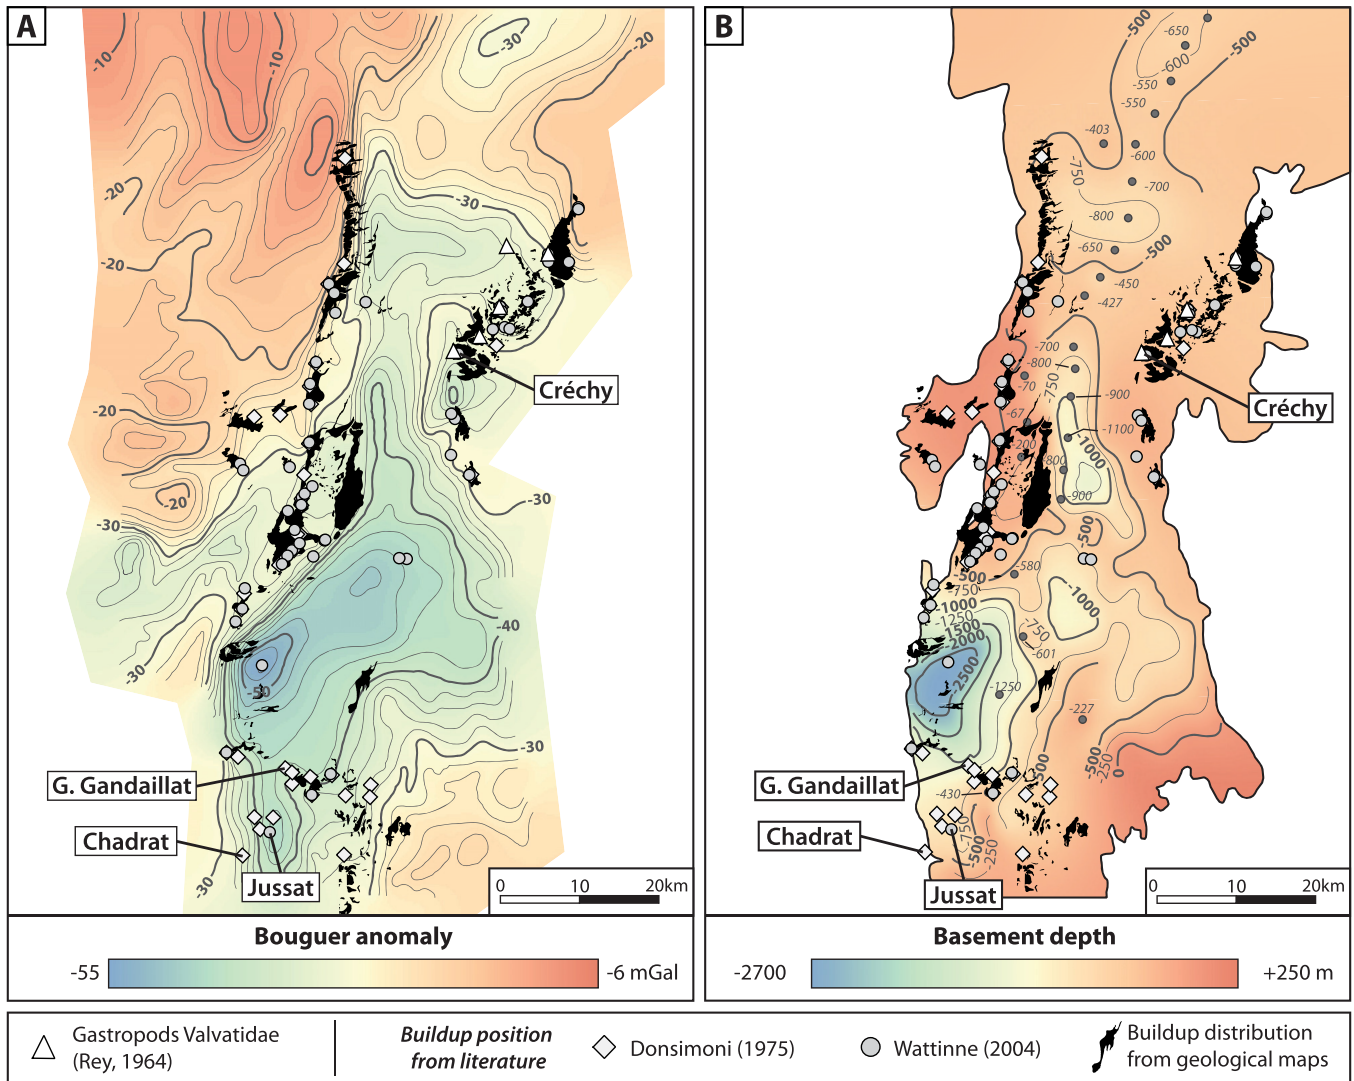 A
-10
-10
-30
-20
-20
-30
-20
Créchy
-20
-20
-30
-30
-40
-30
-50
-30
G. Gandaillat
Chadrat
-30
Jussat
0 10 20km
Bouguer anomaly
-55
-6 mGal
B
-500
-650
-500
-600
-550
-550
-403
-600
-750
-700
-800
-650
-500
-450
-427
-700
-800
-70
-750
-900
Créchy
-67
-1100
-200
-1000
-800
-900
-500
-580
-500
-750
-1000
-1000
-1250
-1500
-750
-2000
-601
-2500
-1250
-227
-500
-500
-250
0
G. Gandaillat
-430
Chadrat
-750
-500
-250
Jussat
0 10 20km
Basement depth
-2700
+250 m
Gastropods Valvatidae
(Rey, 1964)
Buildup position
from literature
Donsimoni (1975)
Wattinne (2004)
Buildup distribution
from geological maps